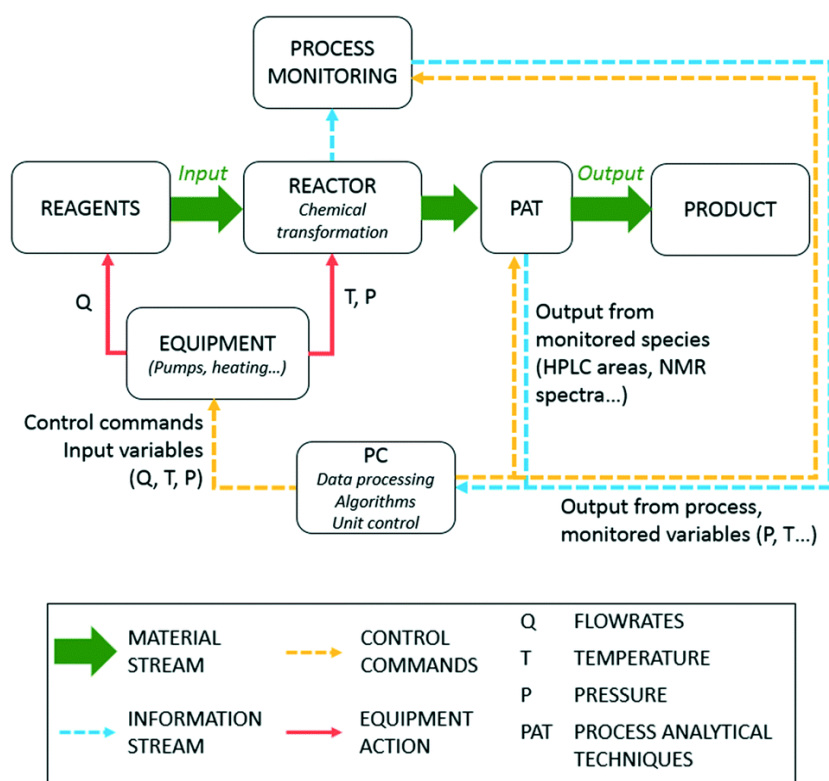 PROCESS
MONITORING
Input
Output
REAGENTS
REACTOR
Chemical
transformation
PAT
PRODUCT
Q
T, P
EQUIPMENT
(Pumps, heating...)
Output from
monitored species
(HPLC areas, NMR
spectra...)
Control commands
Input variables
(Q, T, P)
PC
Data processing
Algorithms
Unit control
Output from process,
monitored variables (P, T...)
MATERIAL
STREAM
CONTROL
COMMANDS
INFORMATION
STREAM
EQUIPMENT
ACTION
Q FLOWRATES
T TEMPERATURE
P PRESSURE
PAT PROCESS ANALYTICAL
TECHNIQUES